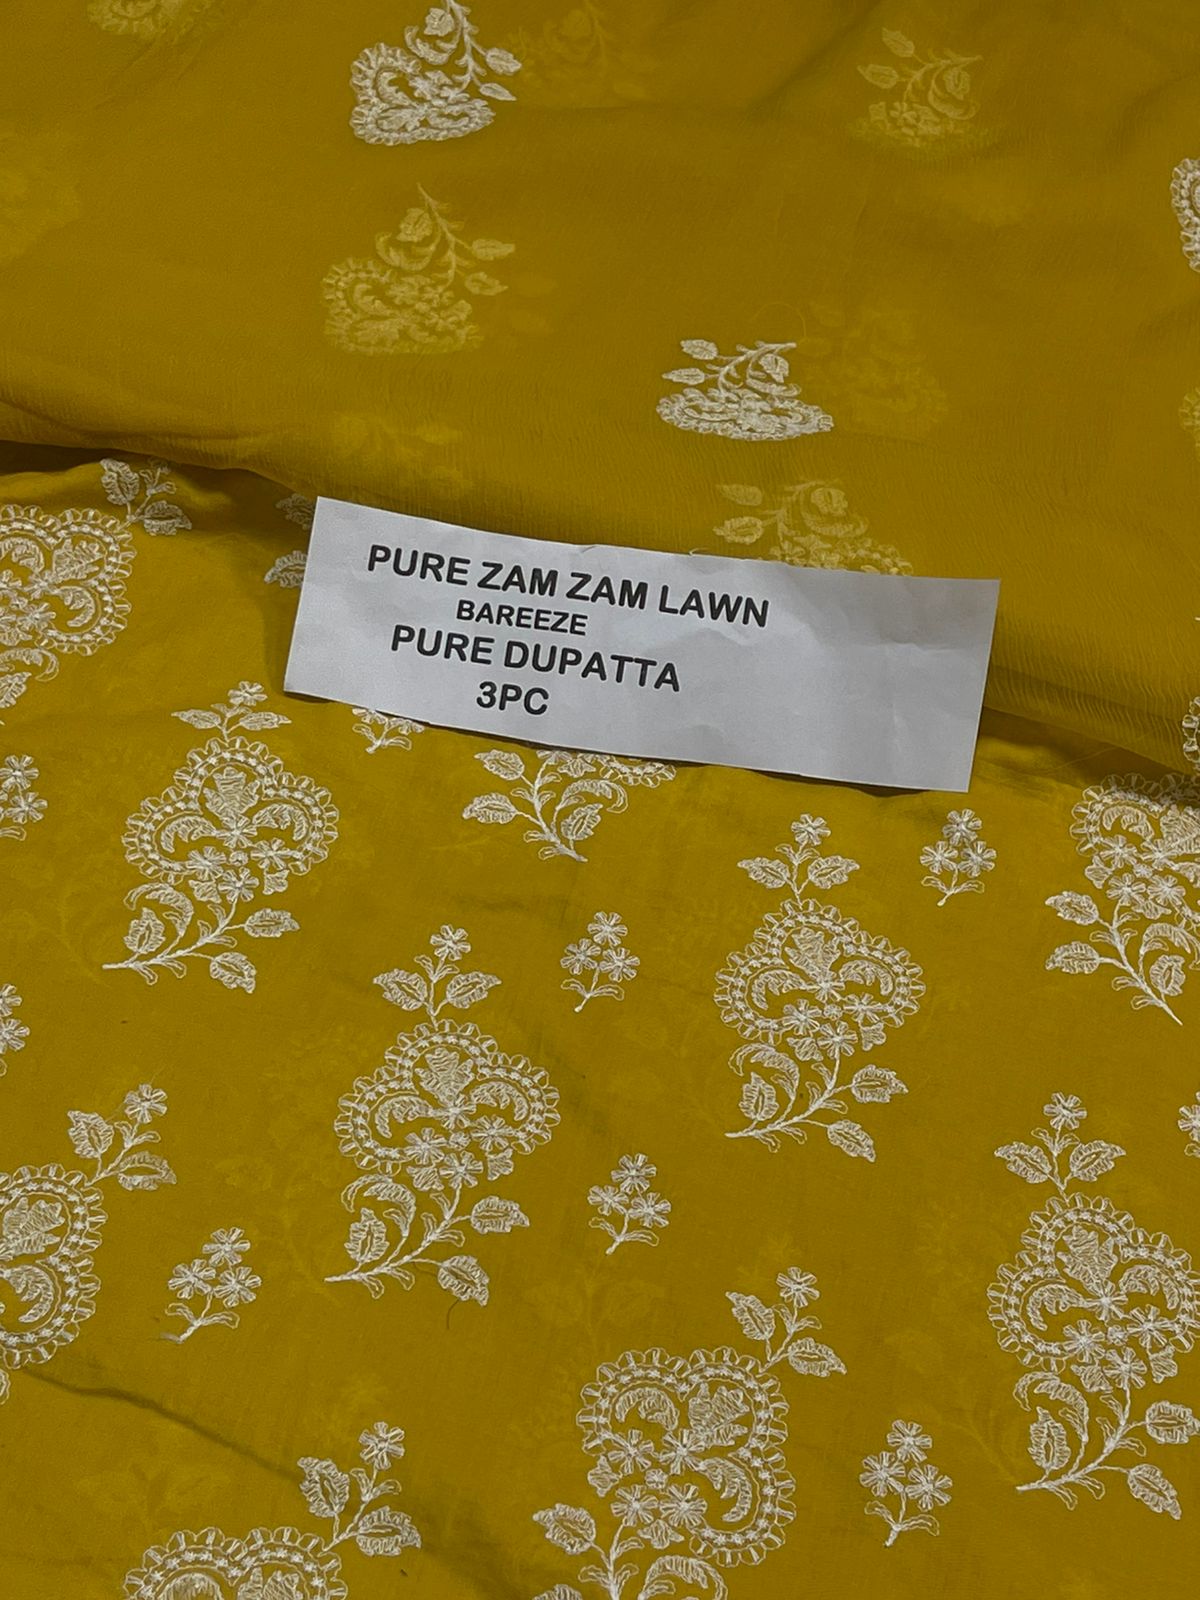 PURE ZAM ZAM LAWN
BAREEZE
PURE DUPATTA
3PC